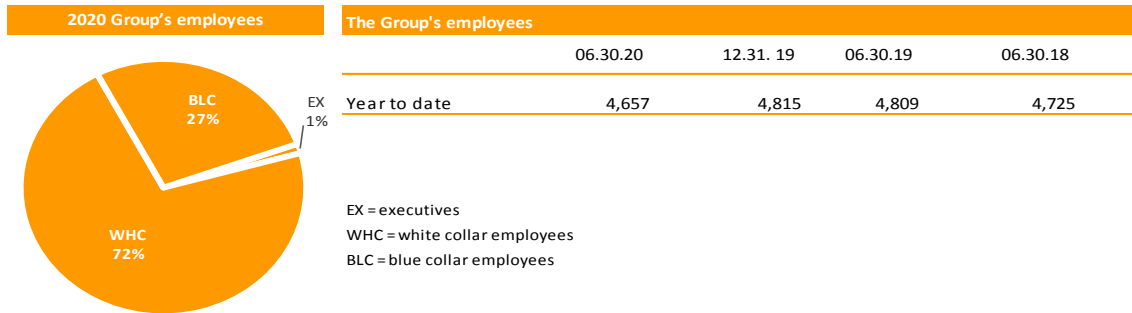 2020 Group’s employees
The Group's employees
06.30.20 12.31. 19 06.30.19 06.30.18
Year to date 4,657 4,815 4,809 4,725
BLC
27%
EX
1%
WHC
72%
EX = executives
WHC = white collar employees
BLC = blue collar employees